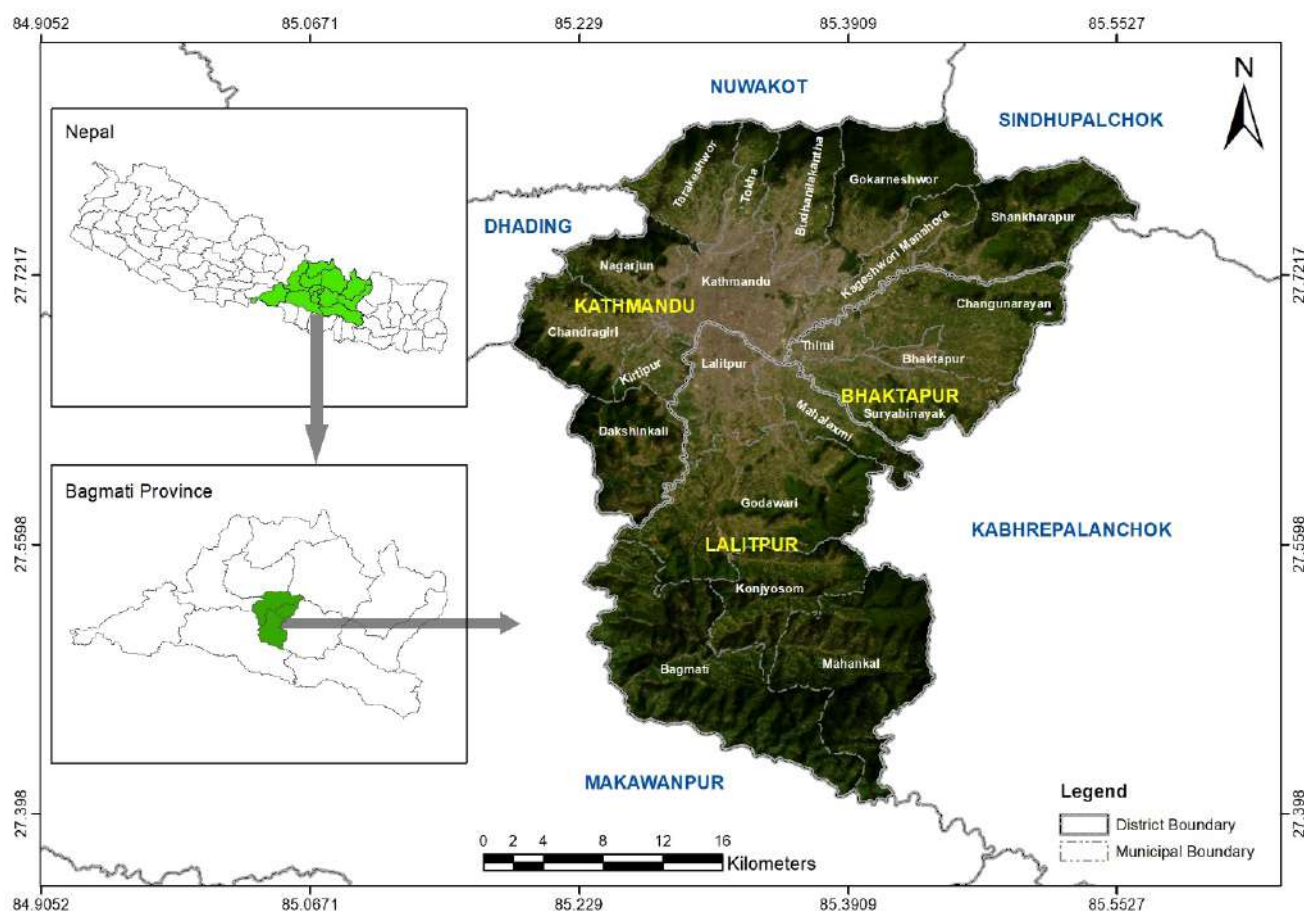 84.9052
85.0671
85.229
85.3909
85.5527
N
NUWAKOT
SINDHUPALCHOK
DHADING
Nepal
Tarakeshwor
Tokha
Budhanilakantha
Gokarneshwor
Shankharapur
Kageshwori Manahora
Nagarjun
Kathmandu
KATHMANDU
Changunarayan
Chandragiri
Thimi
Bhaktapur
Lalitpur
Kirtipur
BHAKTAPUR
Suryabinayak
Mahalaxmi
Dakshinkali
Godawari
LALITPUR
KABHREPALANCHOK
Konjyosom
Bagmati
Mahankal
MAKAWANPUR
Bagmati Province
27.7217
27.5598
27.398
27.7217
27.5598
27.398
0 2 4 8 12 16
Kilometers
Legend
District Boundary
Municipal Boundary
84.9052
85.0671
85.229
85.3909
85.5527